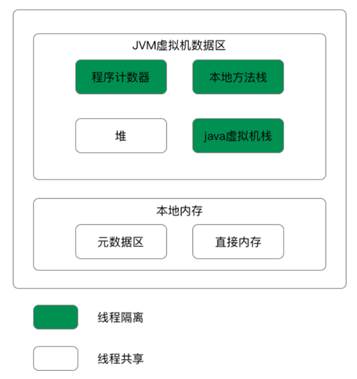 JVM虚拟机数据区
程序计数器 本地方法栈
堆 java虚拟机栈
本地内存
元数据区 直接内存
线程隔离
线程共享